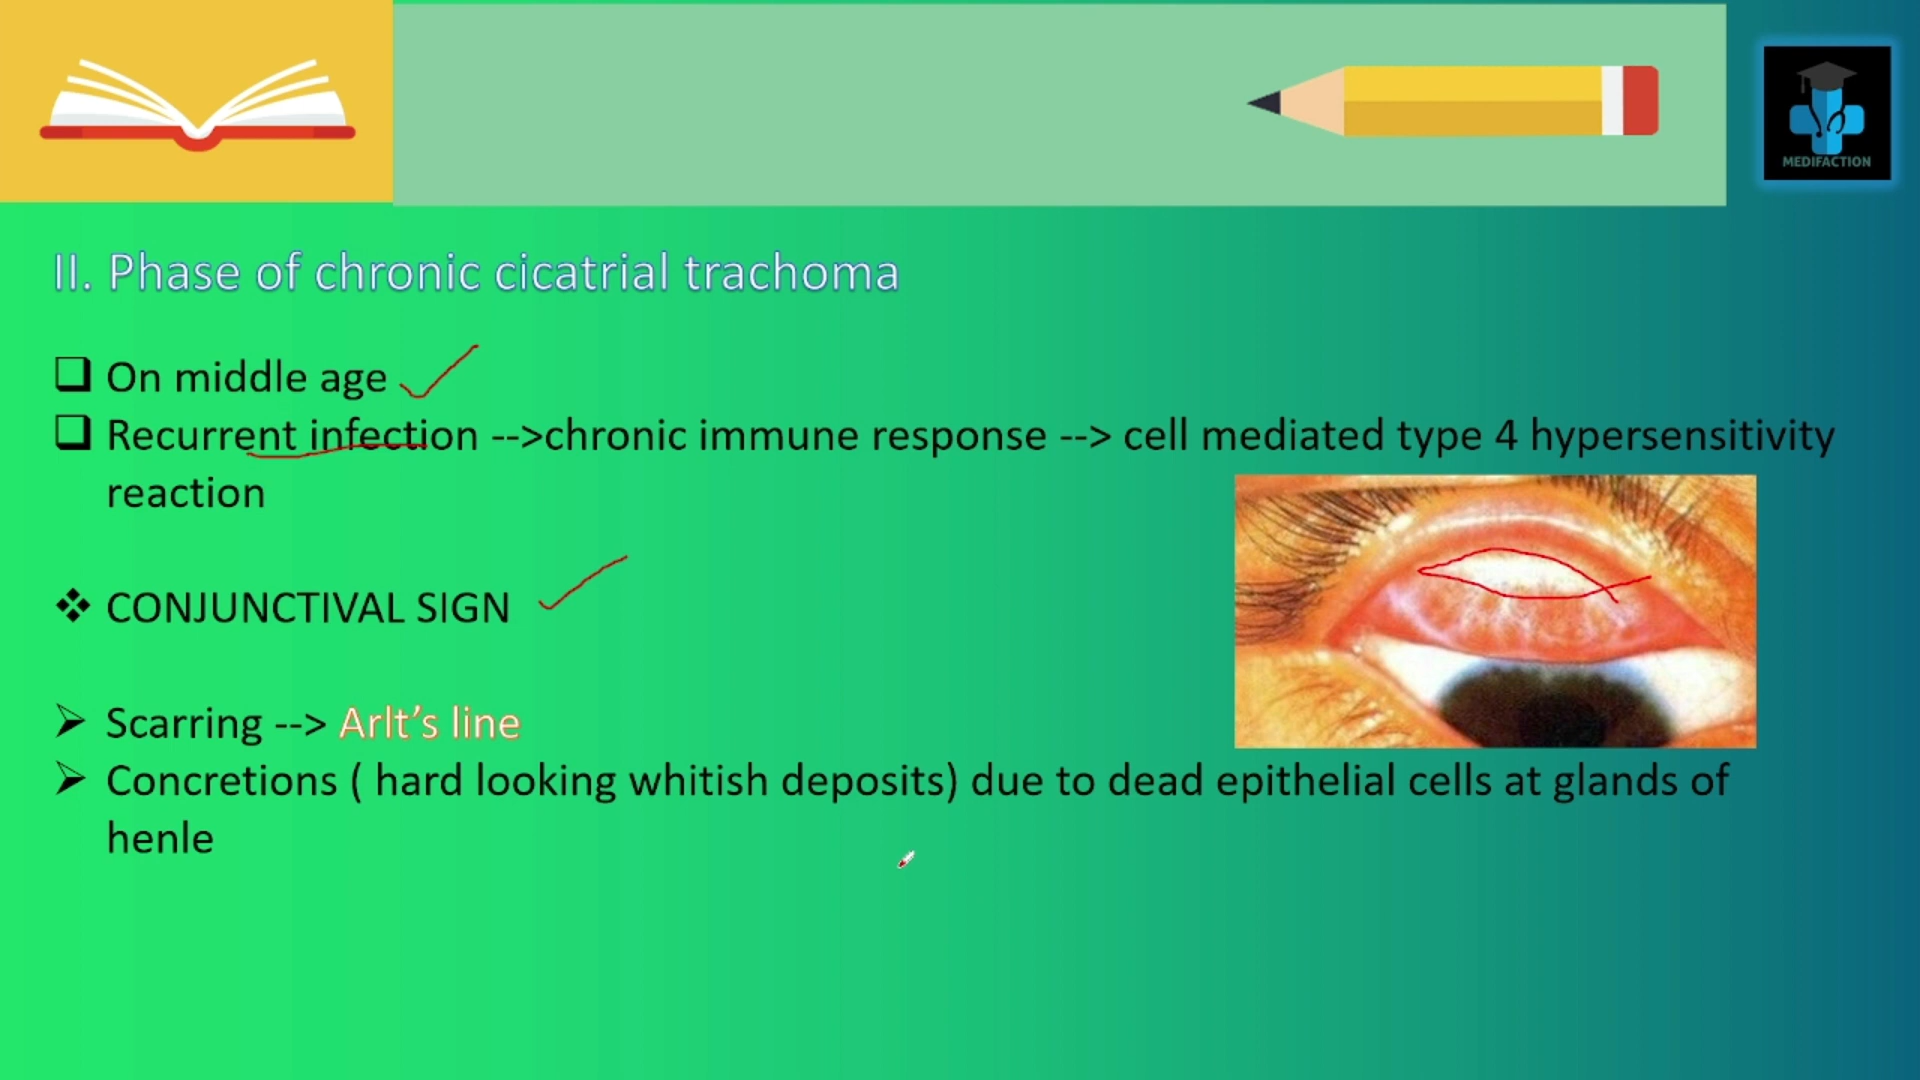 MEDIFACTION
II. Phase of chronic cicatrial trachoma
On middle age
Recurrent infection -->chronic immune response --> cell mediated type 4 hypersensitivity
reaction
CONJUNCTIVAL SIGN
Scarring --> Arlt’s line
Concretions ( hard looking whitish deposits) due to dead epithelial cells at glands of
henle